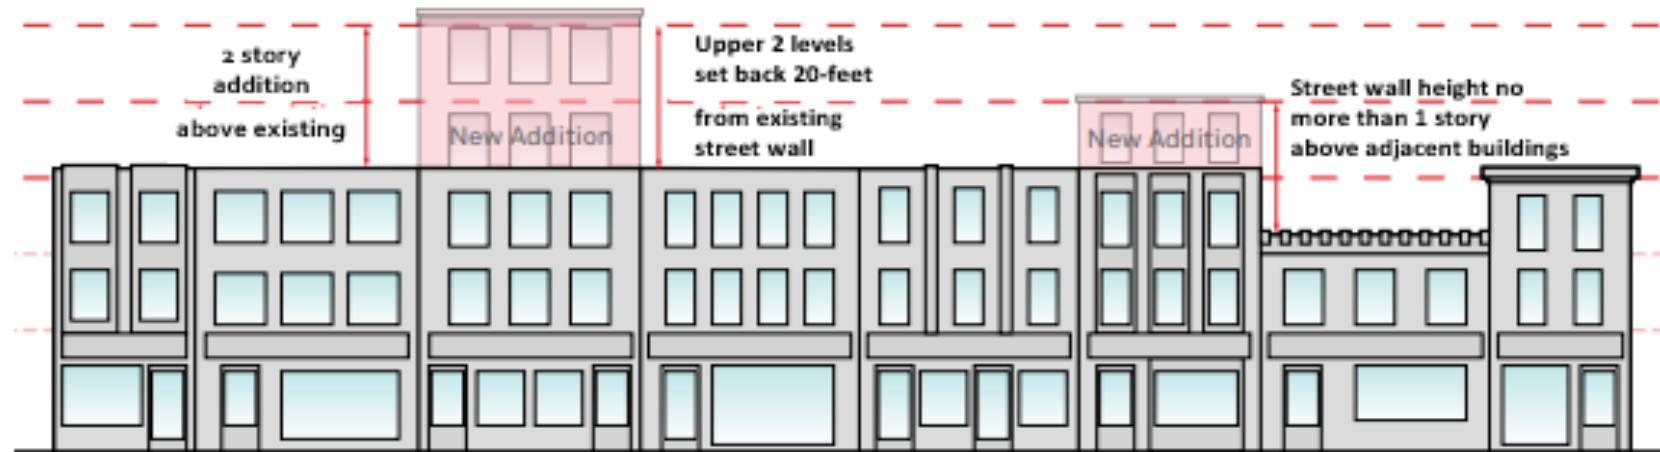 2 story
addition
above existing
New Addition
Upper 2 levels
set back 20-feet
from existing
street wall
New Addition
Street wall height no
more than 1 story
above adjacent buildings